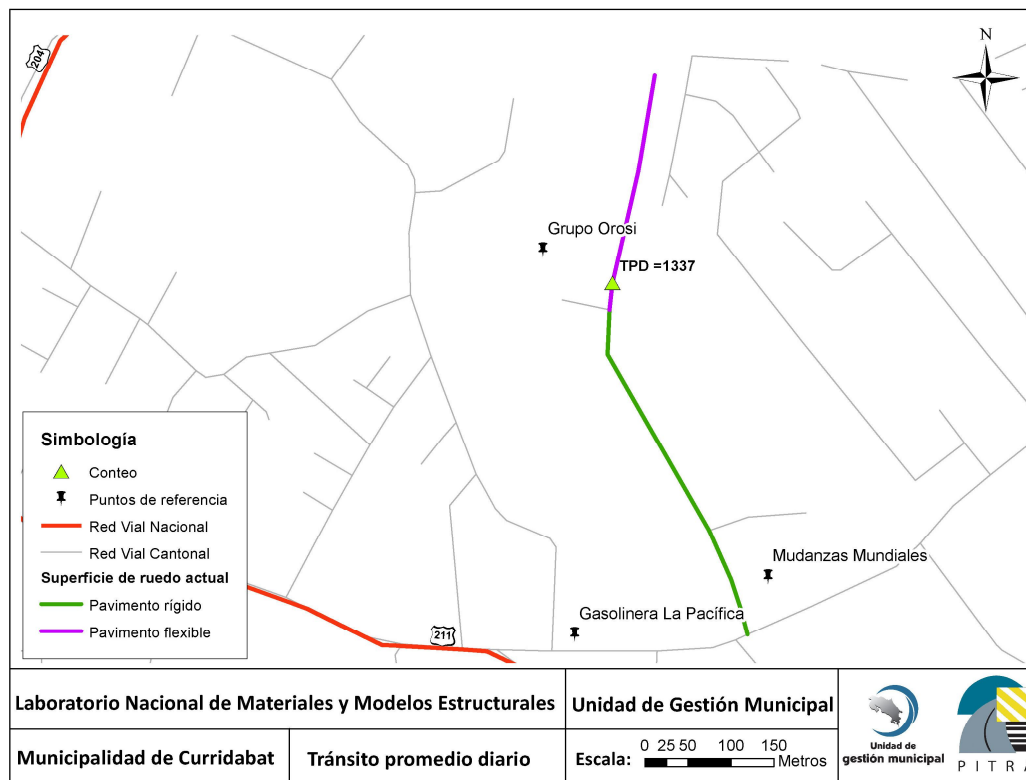 204
N
Grupo Orosi
TPD =1337
Simbología
Conteo
Puntos de referencia
Red Vial Nacional
Red Vial Cantonal
Superficie de ruedo actual
Pavimento rígido
Pavimento flexible
Mudanzas Mundiales
Gasolinera La Pacífica
211
Laboratorio Nacional de Materiales y Modelos Estructurales
Unidad de Gestión Municipal
Municipalidad de Curridabat
Tránsito promedio diario
Escala:
0 25 50 100 150
Metros
Unidad de
gestión municipal
PITRA